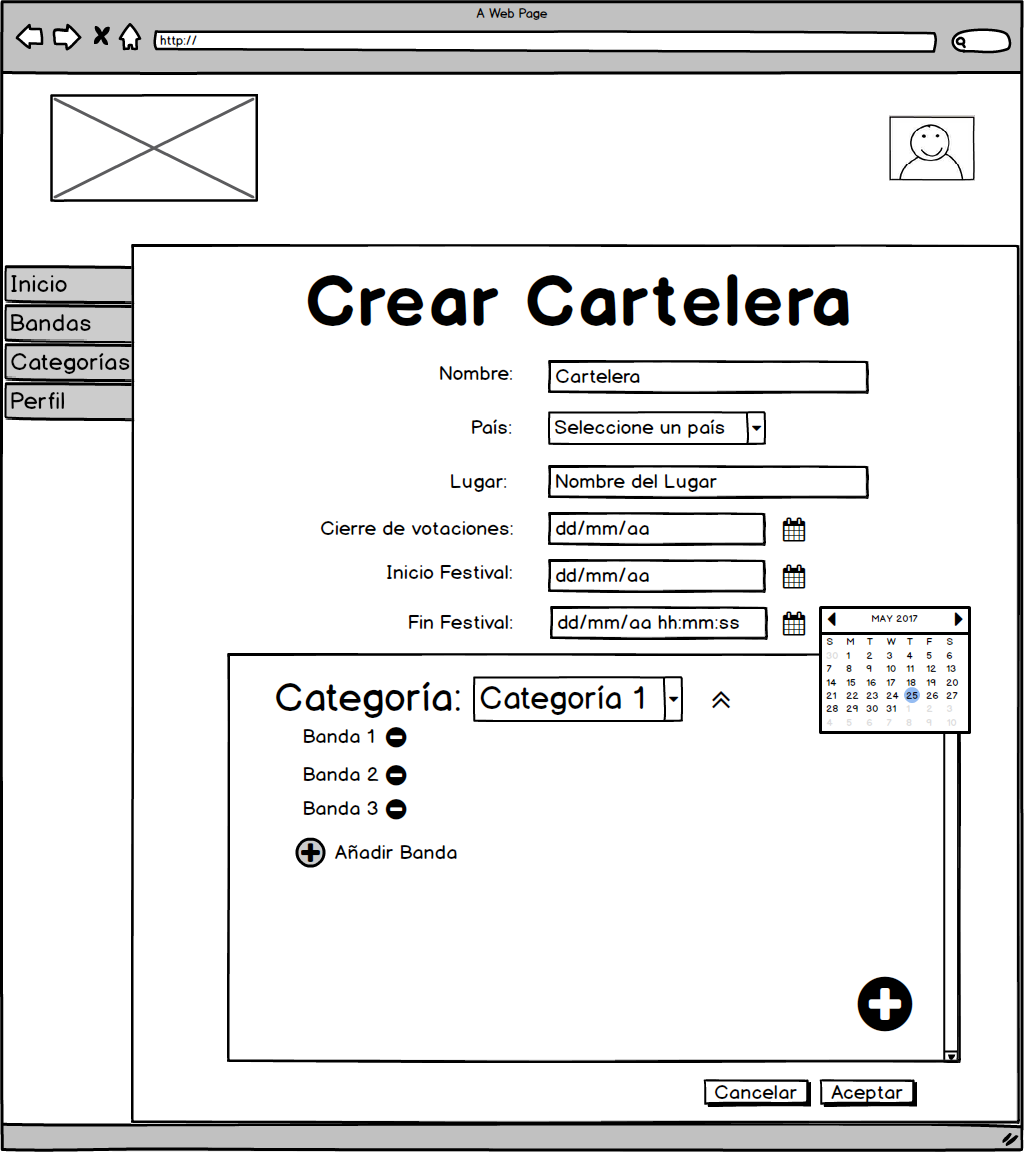 A Web Page
http://
Inicio
Bandas
Categorías
Perfil
Crear Cartelera
Nombre: Cartelera
País: Seleccione un país
Lugar: Nombre del Lugar
Cierre de votaciones: dd/mm/aa
Inicio Festival: dd/mm/aa
Fin Festival: dd/mm/aa hh:mm:ss
MAY 2017
S M T W T F S
30 1 2 3 4 5 6
7 8 9 10 11 12 13
14 15 16 17 18 19 20
21 22 23 24 25 26 27
28 29 30 31 1 2 3
4 5 6 7 8 9 10
Categoría: Categoría 1
Banda 1
Banda 2
Banda 3
Añadir Banda
Cancelar Aceptar